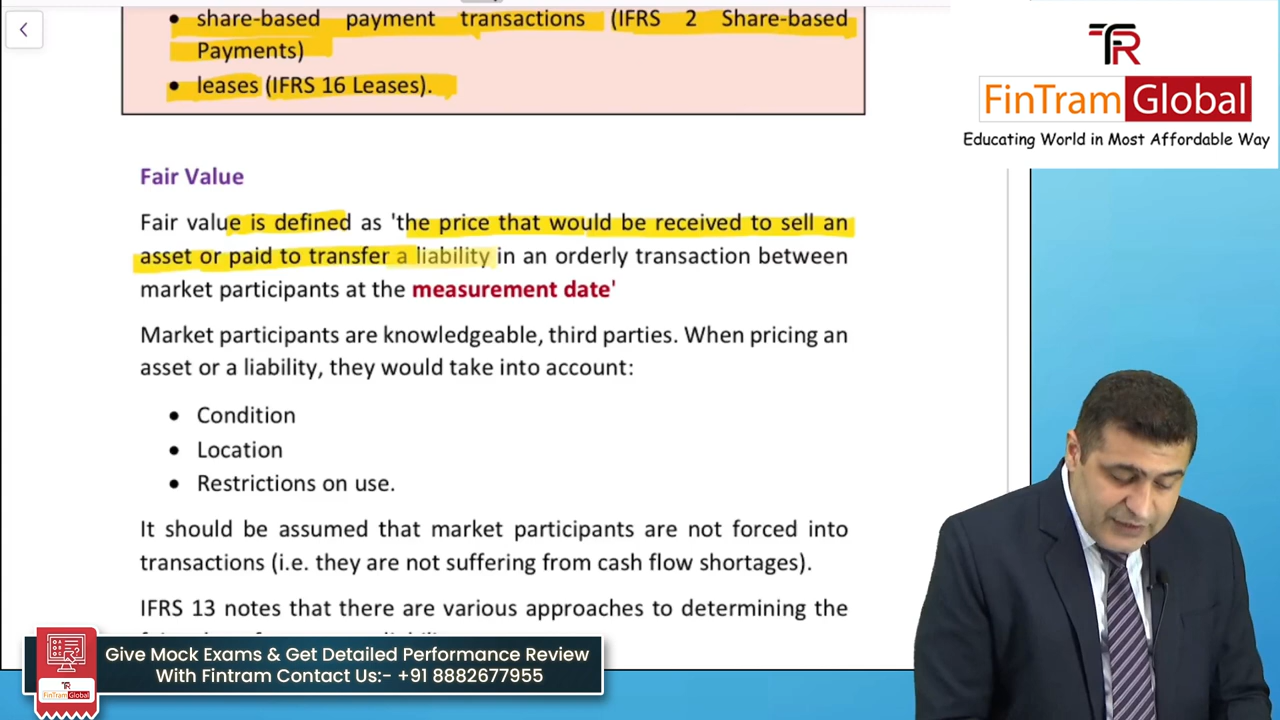 • share-based payment transactions (IFRS 2 Share-based
Payments)
• leases (IFRS 16 Leases).
Fair Value
Fair value is defined as 'the price that would be received to sell an
asset or paid to transfer a liability in an orderly transaction between
market participants at the measurement date'
Market participants are knowledgeable, third parties. When pricing an
asset or a liability, they would take into account:
• Condition
• Location
• Restrictions on use.
It should be assumed that market participants are not forced into
transactions (i.e. they are not suffering from cash flow shortages).
IFRS 13 notes that there are various approaches to determining the
FinTram Global
Educating World in Most Affordable Way
FinTram Global
Give Mock Exams & Get Detailed Performance Review
With Fintram Contact Us:- +91 8882677955